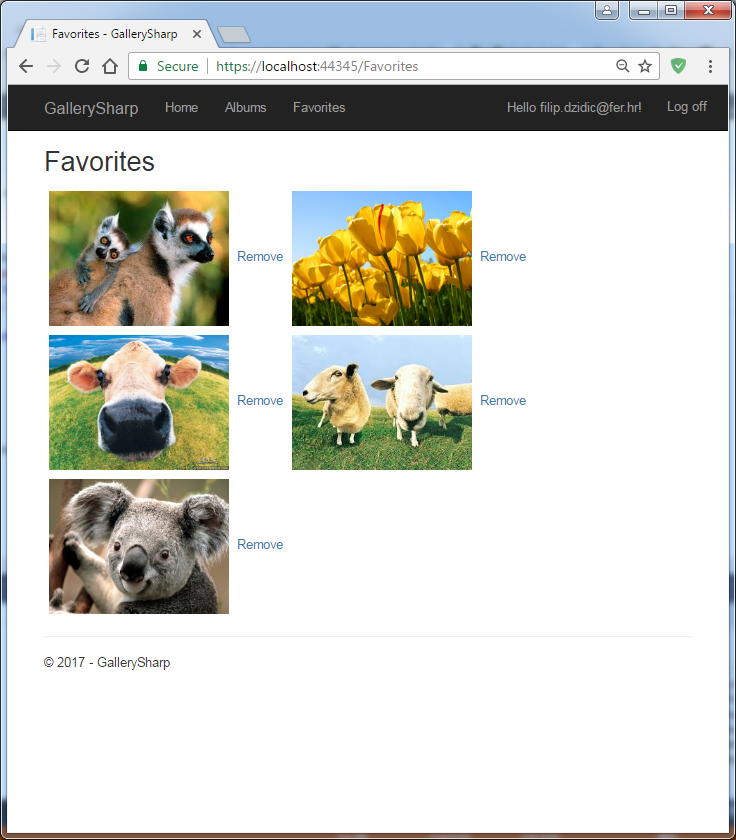 Favorites - GallerySharp
Secure https://localhost:44345/Favorites
GallerySharp Home Albums Favorites Hello filip.dzidic@fer.hr! Log off
Favorites
Remove Remove
Remove Remove
Remove
© 2017 - GallerySharp